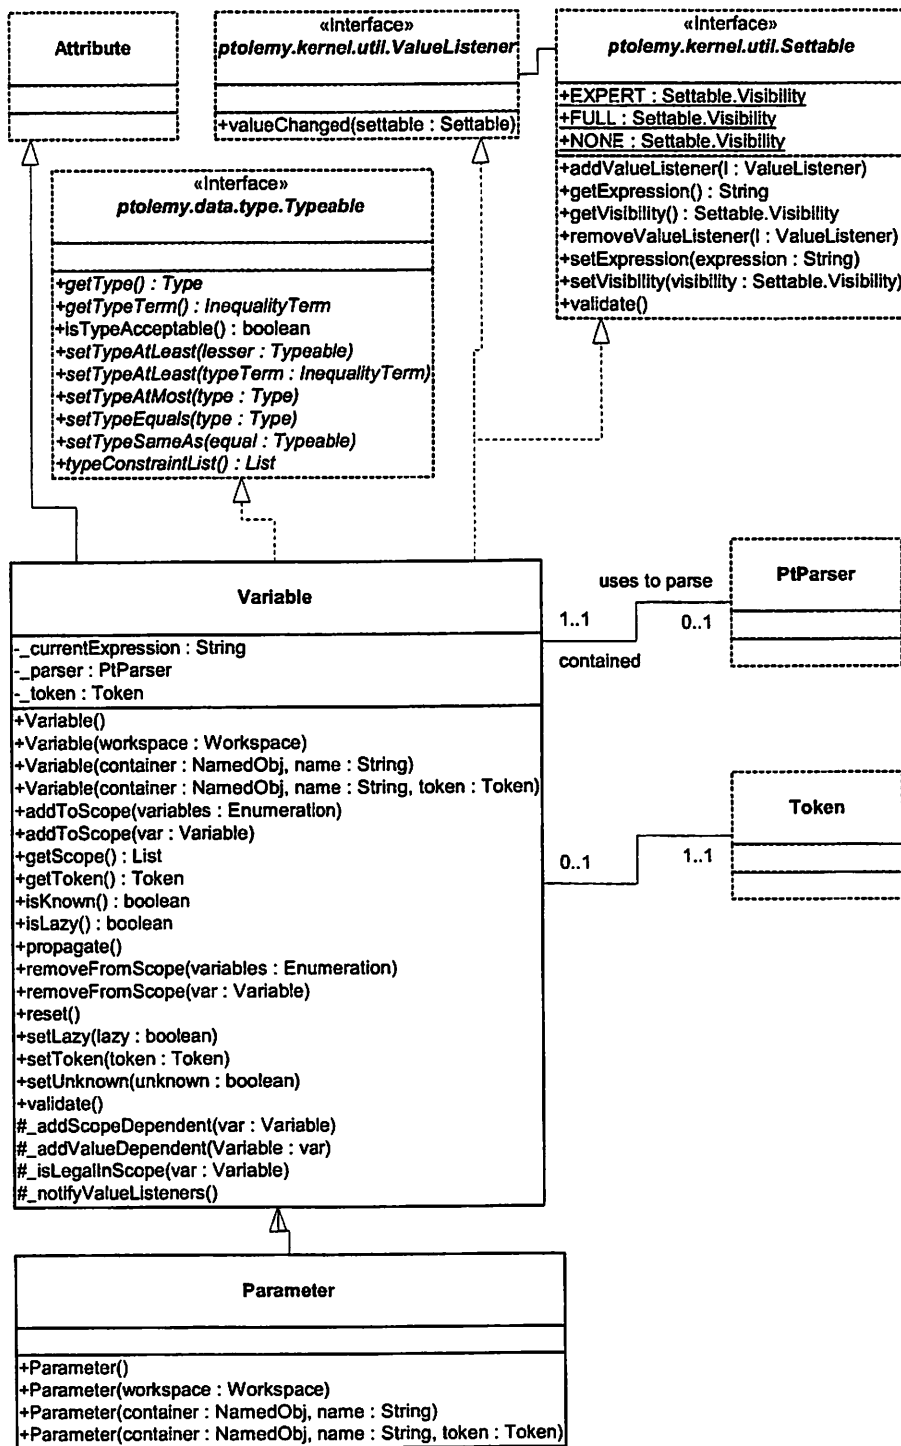 Attribute
«Interface»
ptolemy.kernel.util.ValueListener
+valueChanged(settable : Settable)
«Interface»
ptolemy.kernel.util.Settable
+EXPERT : Settable.Visibility
+FULL : Settable.Visibility
+NONE : Settable.Visibility
+addValueListener(l : ValueListener)
+getExpression() : String
+getVisibility() : Settable.Visibility
+removeValueListener(l : ValueListener)
+setExpression(expression : String)
+setVisibility(visibility : Settable.Visibility)
+validate()
«Interface»
ptolemy.data.type.Typeable
+getType() : Type
+getTypeTerm() : InequalityTerm
+isTypeAcceptable() : boolean
+setTypeAtLeast(lesser : Typeable)
+setTypeAtLeast(typeTerm : InequalityTerm)
+setTypeAtMost(type : Type)
+setTypeEquals(type : Type)
+setTypeSameAs(equal : Typeable)
+typeConstraintList() : List
Variable
-_currentExpression : String
-_parser : PtParser
-_token : Token
+Variable()
+Variable(workspace : Workspace)
+Variable(container : NamedObj, name : String)
+Variable(container : NamedObj, name : String, token : Token)
+addToScope(variables : Enumeration)
+addToScope(var : Variable)
+getScope() : List
+getToken() : Token
+isKnown() : boolean
+isLazy() : boolean
+propagate()
+removeFromScope(variables : Enumeration)
+removeFromScope(var : Variable)
+reset()
+setLazy(lazy : boolean)
+setToken(token : Token)
+setUnknown(unknown : boolean)
+validate()
#_addScopeDependent(var : Variable)
#_addValueDependent(Variable : var)
#_isLegalInScope(var : Variable)
#_notifyValueListeners()
uses to parse
1..1
0..1
contained
PtParser
0..1
1..1
Token
Parameter
+Parameter()
+Parameter(workspace : Workspace)
+Parameter(container : NamedObj, name : String)
+Parameter(container : NamedObj, name : String, token : Token)